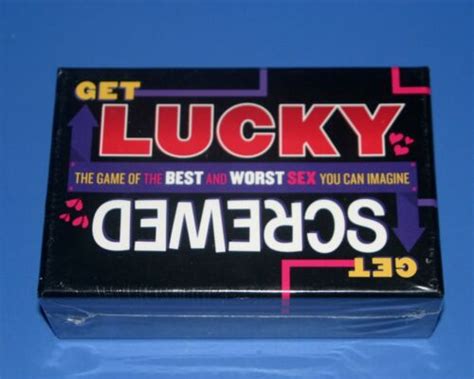 GET
LUCKY
THE GAME OF THE BEST AND WORST SEX YOU CAN IMAGINE
SCREWED
GET